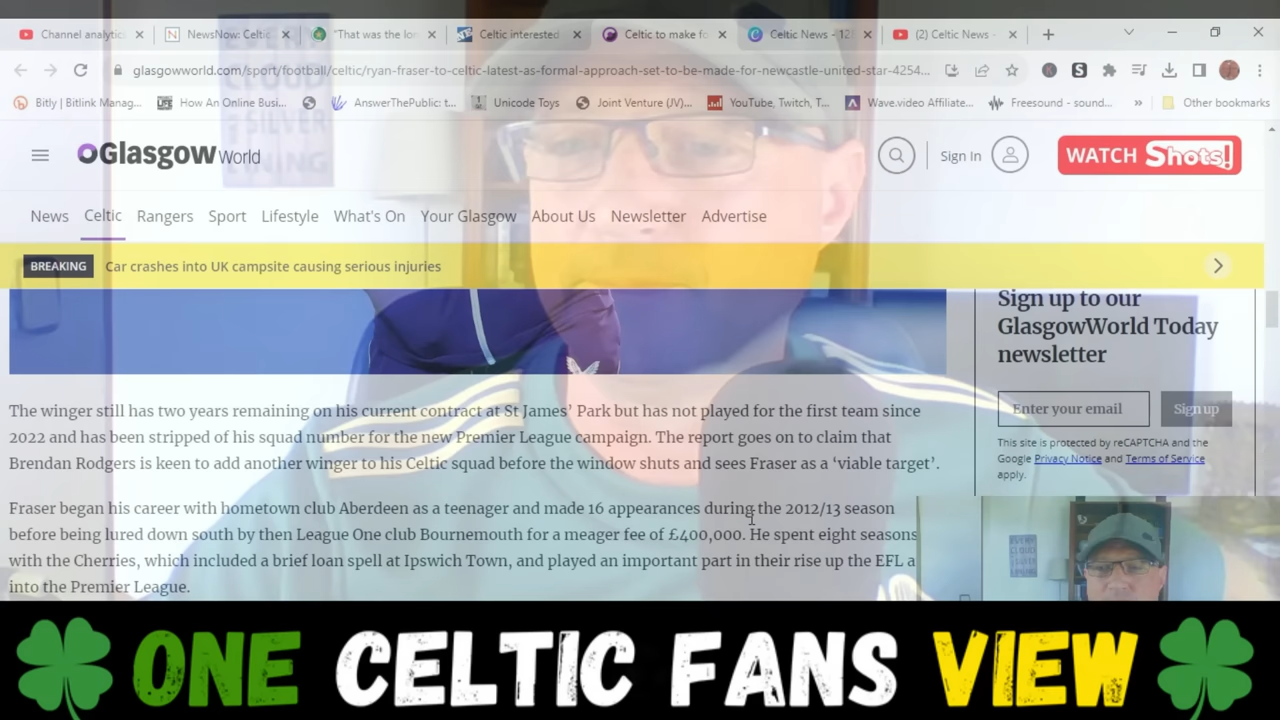 Channel analytic
NewsNow: Celtic
"That was the lon
Celtic interested
Celtic to make fo
Celtic News - 12
(2) Celtic News -
glasgowworld.com/sport/football/celtic/ryan-fraser-to-celtic-latest-as-formal-approach-set-to-be-made-for-newcastle-united-star-4254...
Bitly | Bitlink Manag...
How An Online Busi...
AnswerThePublic: t...
Unicode Toys
Joint Venture (JV)...
YouTube, Twitch, T...
Wave.video Affiliate...
Freesound - sound...
»
Other bookmarks
GlasgowWorld
Sign In
WATCH Shots!
News Celtic Rangers Sport Lifestyle What's On Your Glasgow About Us Newsletter Advertise
BREAKING Car crashes into UK campsite causing serious injuries
The winger still has two years remaining on his current contract at St James' Park but has not played for the first team since
2022 and has been stripped of his squad number for the new Premier League campaign. The report goes on to claim that
Brendan Rodgers is keen to add another winger to his Celtic squad before the window shuts and sees Fraser as a 'viable target'.
Fraser began his career with hometown club Aberdeen as a teenager and made 16 appearances during the 2012/13 season
before being lured down south by then League One club Bournemouth for a meager fee of £400,000. He spent eight seasons
with the Cherries, which included a brief loan spell at Ipswich Town, and played an important part in their rise up the EFL a
into the Premier League.
Sign up to our
GlasgowWorld Today
newsletter
Enter your email
Sign up
This site is protected by reCAPTCHA and the
Google Privacy Notice and Terms of Service
apply.
EVERY
CLOUD
HAS
A SILVER
LINING
ONE CELTIC FANS VIEW